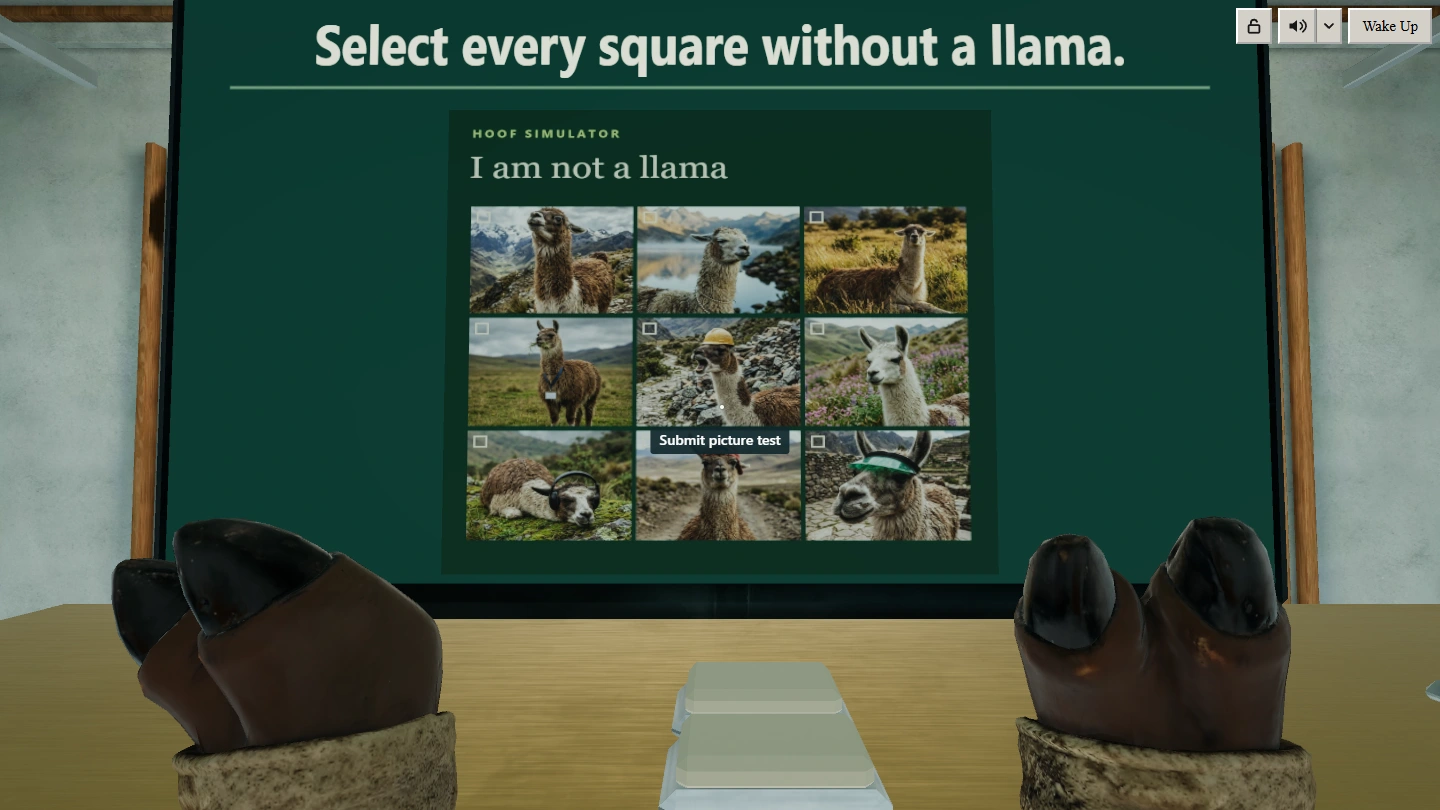 Select every square without a llama.
Wake Up
HOOF SIMULATOR
I am not a llama
Submit picture test